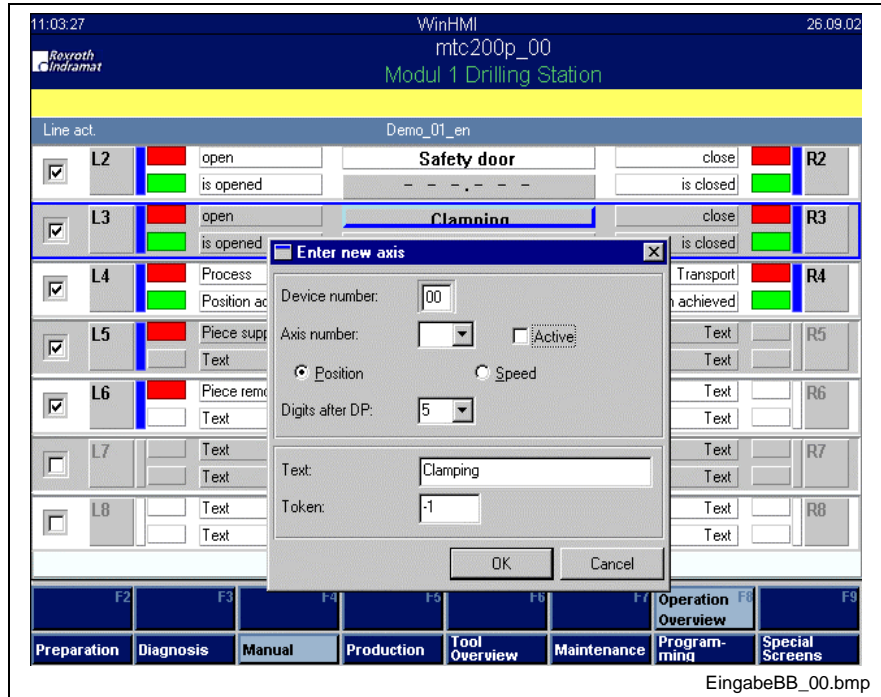 11:03:27 WinHMI 26.09.02
Rexroth
Indramat
mtc200p_00
Modul 1 Drilling Station
Line act. Demo_01_en
L2 open Safety door close R2
is opened - - -.- - - is closed
L3 open Clamping close R3
is opened is closed
Enter new axis
L4 Process Transport R4
Position achieved
Device number: 00
Axis number: Active
L5 Piece Text R5
Text Text
Position Speed
L6 Piece Text R6
Text Text
Digits after DP: 5
L7 Text Text R7
Text Text
Text: Clamping
Token: -1
L8 Text Text R8
Text Text
OK Cancel
F2 F3 F4 F5 F6 F7 Operation Overview F8 F9
Preparation Diagnosis Manual Production Tool Overview Maintenance Program-ming Special Screens
EingabeBB_00.bmp